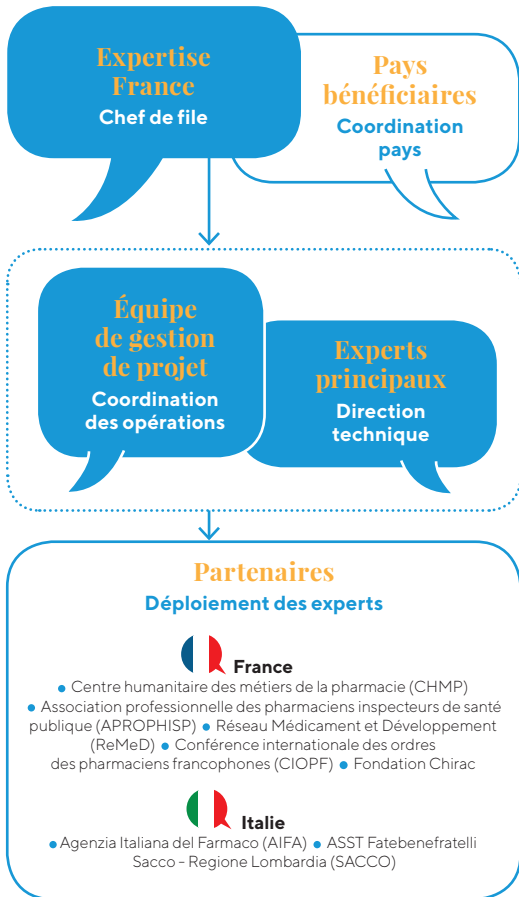 Expertise
France
Chef de file
Pays
bénéficiaires
Coordination
pays
Équipe
de gestion
de projet
Coordination
des opérations
Experts
principaux
Direction
technique
Partenaires
Déploiement des experts
France
• Centre humanitaire des métiers de la pharmacie (CHMP)
• Association professionnelle des pharmaciens inspecteurs de santé
publique (APROPHISP) • Réseau Médicament et Développement
(ReMeD) • Conférence internationale des ordres
des pharmaciens francophones (CIOPF) • Fondation Chirac
Italie
• Agenzia Italiana del Farmaco (AIFA) • ASST Fatebenefratelli
Sacco - Regione Lombardia (SACCO)